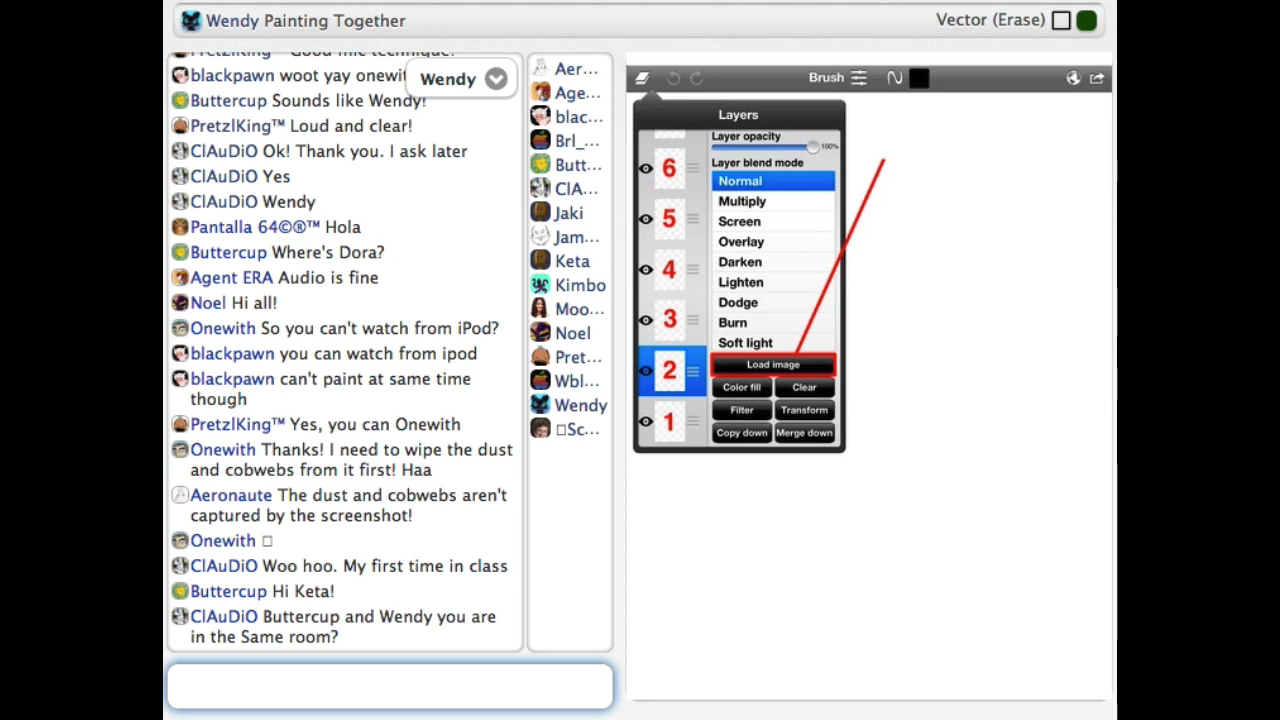 Wendy Painting Together
Vector (Erase)
PretzlKing™ Good mic technique!
blackpawn woot yay onewit
Wendy
Buttercup Sounds like Wendy!
PretzlKing™ Loud and clear!
ClAuDiO Ok! Thank you. I ask later
ClAuDiO Yes
ClAuDiO Wendy
Pantalla 64©®™ Hola
Buttercup Where's Dora?
Agent ERA Audio is fine
Noel Hi all!
Onewith So you can't watch from iPod?
blackpawn you can watch from ipod
blackpawn can't paint at same time
though
PretzlKing™ Yes, you can Onewith
Onewith Thanks! I need to wipe the dust
and cobwebs from it first! Haa
Aeronaute The dust and cobwebs aren't
captured by the screenshot!
Onewith
ClAuDiO Woo hoo. My first time in class
Buttercup Hi Keta!
ClAuDiO Buttercup and Wendy you are
in the Same room?
Aer...
Age...
blac...
Brl_...
Butt...
ClA...
Jaki
Jam...
Keta
Kimbo
Moo...
Noel
Pret...
Wbl...
Wendy
Sc...
Brush
Layers
6
5
4
3
2
1
Layer opacity
100%
Layer blend mode
Normal
Multiply
Screen
Overlay
Darken
Lighten
Dodge
Burn
Soft light
Load image
Color fill Clear
Filter Transform
Copy down Merge down